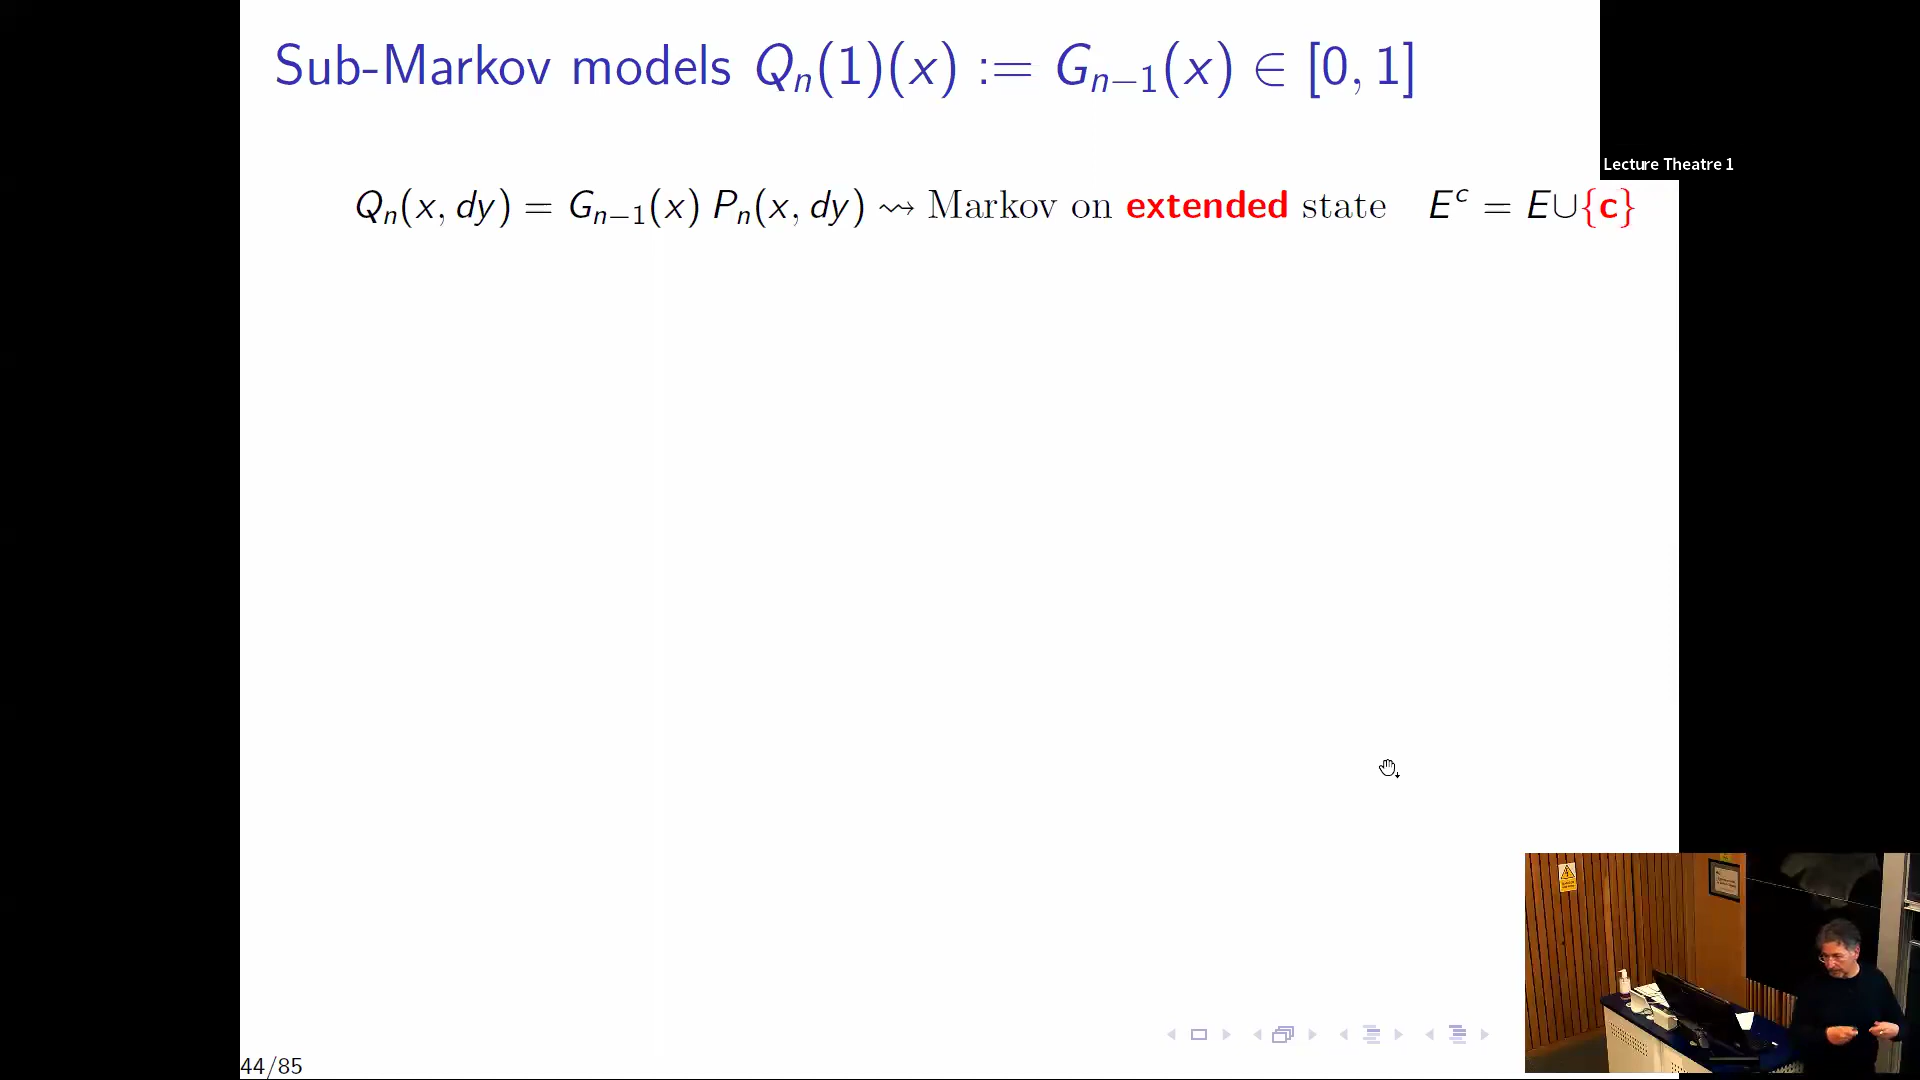 Sub-Markov models Qₙ(1)(x) := Gₙ₋₁(x) ∈ [0, 1]
Lecture Theatre 1
Qₙ(x, dy) = Gₙ₋₁(x) Pₙ(x, dy) ⇝ Markov on extended state Eᶜ = E∪{c}
44/85